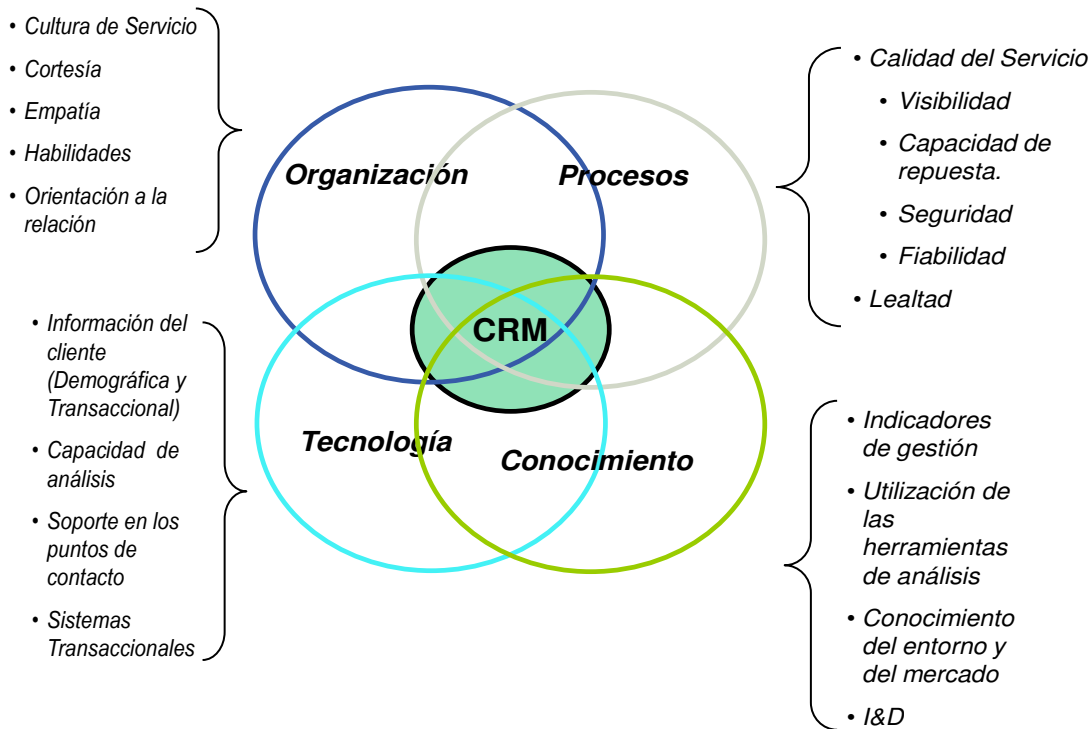 • Cultura de Servicio
• Cortesía
• Empatía
• Habilidades
• Orientación a la
relación
Organización
Procesos
• Calidad del Servicio
• Visibilidad
• Capacidad de
repuesta.
• Seguridad
• Fiabilidad
• Lealtad
CRM
• Información del
cliente
(Demográfica y
Transaccional)
• Capacidad de
análisis
• Soporte en los
puntos de
contacto
• Sistemas
Transaccionales
Tecnología
Conocimiento
• Indicadores
de gestión
• Utilización de
las
herramientas
de análisis
• Conocimiento
del entorno y
del mercado
• I&D